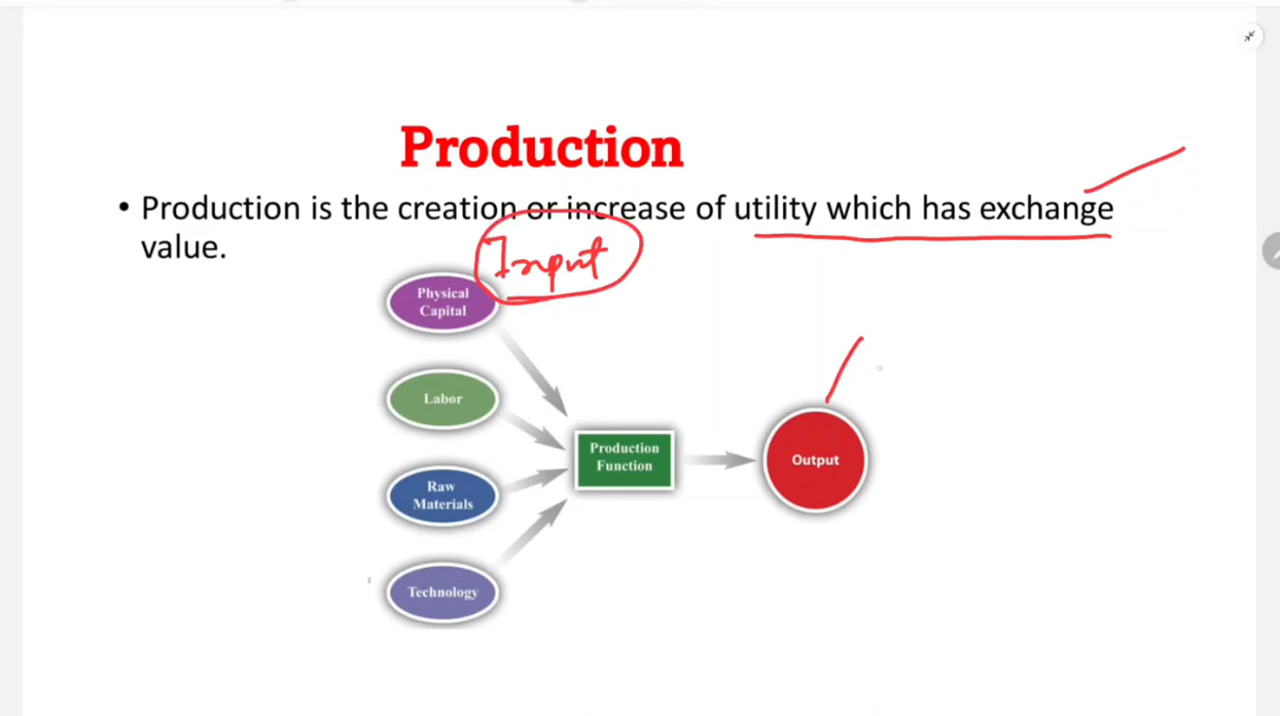 Production
• Production is the creation or increase of utility which has exchange
value.
Input
Physical
Capital
Labor
Raw
Materials
Technology
Production
Function
Output